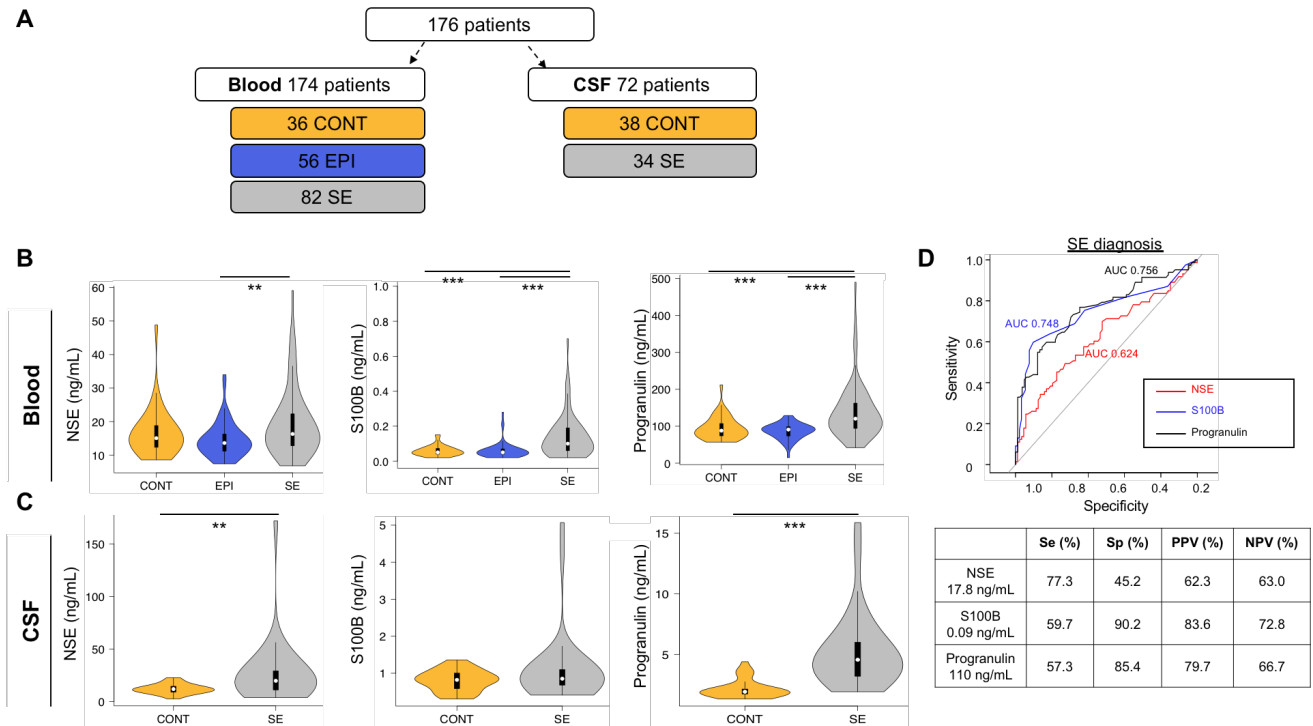 A
176 patients
Blood 174 patients
36 CONT
56 EPI
82 SE
CSF 72 patients
38 CONT
34 SE
B
Blood
NSE (ng/mL)
60
50
40
30
20
10
**
CONT
EPI
SE
S100B (ng/mL)
1.0
0.8
0.6
0.4
0.2
0.0
***
***
CONT
EPI
SE
Progranulin (ng/mL)
500
400
300
200
100
0
***
***
CONT
EPI
SE
C
CSF
NSE (ng/mL)
150
100
50
0
**
CONT
SE
S100B (ng/mL)
5
4
3
2
1
CONT
SE
Progranulin (ng/mL)
15
10
5
***
CONT
SE
D
SE diagnosis
Sensitivity
1.0
0.8
0.6
0.4
0.2
0
AUC 0.756
AUC 0.748
AUC 0.624
NSE
S100B
Progranulin
1.0 0.8 0.6 0.4 0.2
Specificity
Se (%) Sp (%) PPV (%) NPV (%)
NSE
17.8 ng/mL 77.3 45.2 62.3 63.0
S100B
0.09 ng/mL 59.7 90.2 83.6 72.8
Progranulin
110 ng/mL 57.3 85.4 79.7 66.7